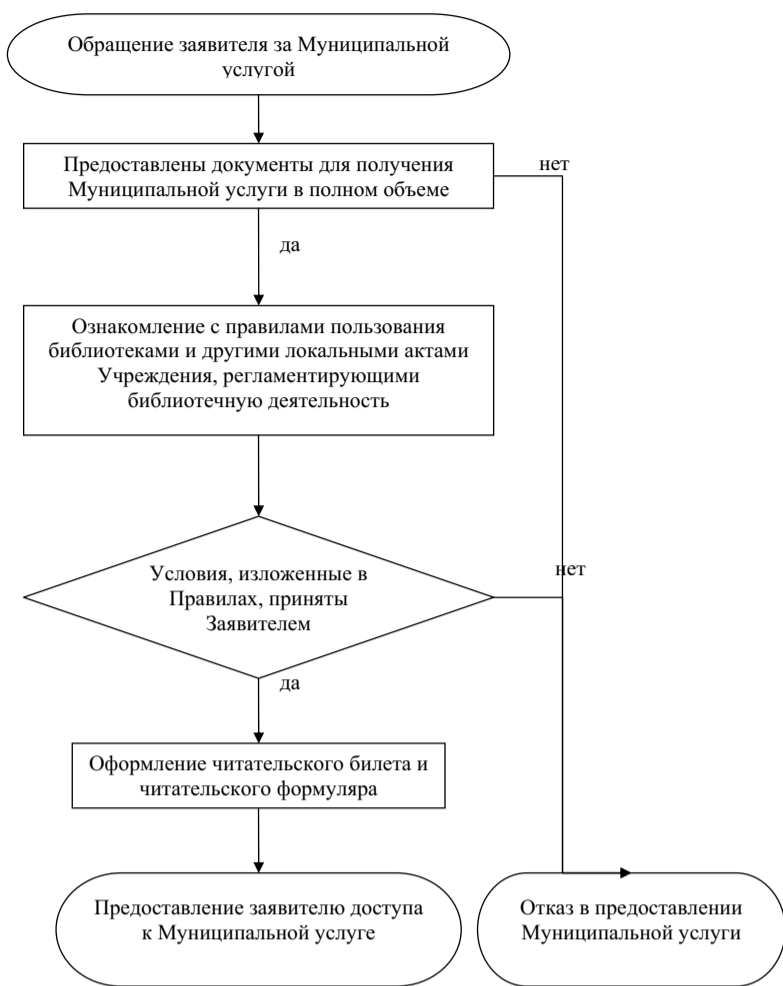 Обращение заявителя за Муниципальной
услугой
Предоставлены документы для получения
Муниципальной услуги в полном объеме
нет
да
Ознакомление с правилами пользования
библиотеками и другими локальными актами
Учреждения, регламентирующими
библиотечную деятельность
Условия, изложенные в
Правилах, приняты
Заявителем
нет
да
Оформление читательского билета и
читательского формуляра
Предоставление заявителю доступа
к Муниципальной услуге
Отказ в предоставлении
Муниципальной услуги